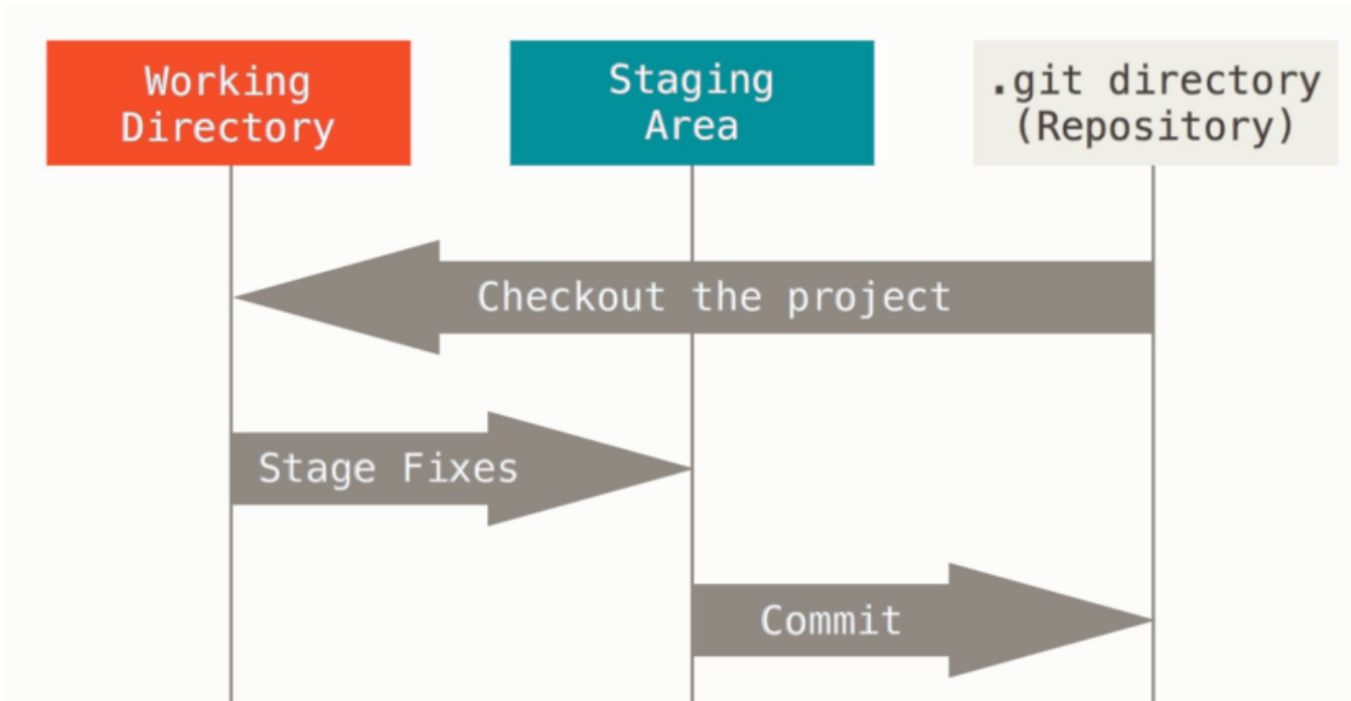 Working
Directory
Staging
Area
.git directory
(Repository)
Checkout the project
Stage Fixes
Commit